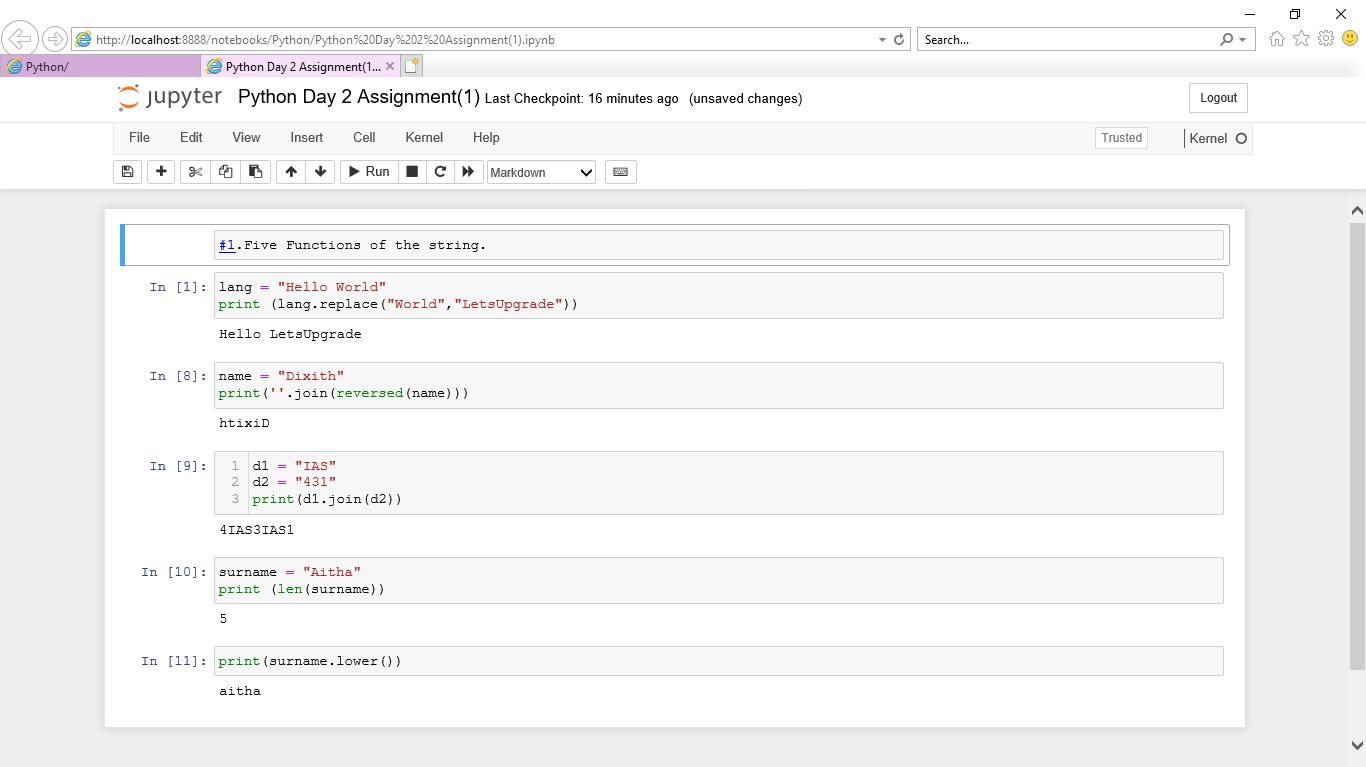 http://localhost:8888/notebooks/Python/Python%20Day%202%20Assignment(1).ipynb
Search...
Python/
Python Day 2 Assignment(1...
jupyter Python Day 2 Assignment(1) Last Checkpoint: 16 minutes ago (unsaved changes)
Logout
File Edit View Insert Cell Kernel Help
Trusted
Kernel
Run
Markdown
#1.Five Functions of the string.
In [1]: lang = "Hello World"
print (lang.replace("World","LetsUpgrade"))
Hello LetsUpgrade
In [8]: name = "Dixith"
print(''.join(reversed(name)))
htixiD
In [9]: 1 d1 = "IAS"
2 d2 = "431"
3 print(d1.join(d2))
4IAS3IAS1
In [10]: surname = "Aitha"
print (len(surname))
5
In [11]: print(surname.lower())
aitha